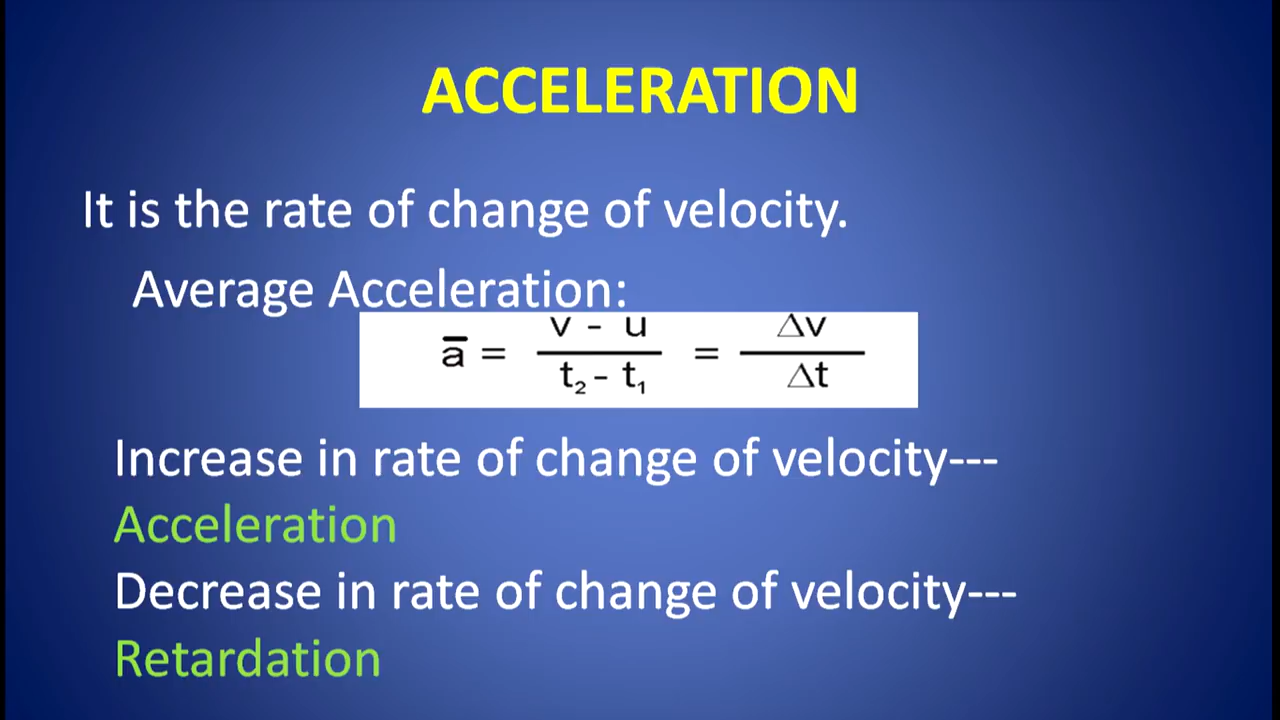 ACCELERATION
It is the rate of change of velocity.
Average Acceleration:
a̅ = (v - u) / (t₂ - t₁) = Δv / Δt
Increase in rate of change of velocity---
Acceleration
Decrease in rate of change of velocity---
Retardation